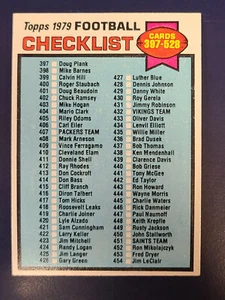 Topps 1979 FOOTBALL
CHECKLIST
CARDS
397-528
397 Doug Plank
398 Mike Barnes
399 Calvin Hill
400 Roger Staubach
401 Doug Beaudoin
402 Chuck Ramsey
403 Mike Hogan
404 Mario Clark
405 Riley Odoms
406 Carl Eller
407 PACKERS TEAM
408 Mark Arneson
409 Vince Ferragamo
410 Cleveland Elam
411 Donnie Shell
412 Ray Rhodes
413 Don Cockroft
414 Don Bass
415 Cliff Branch
416 Diron Talbert
417 Tom Hicks
418 Roosevelt Leaks
419 Charlie Joiner
420 Lyle Alzado
421 Sam Cunningham
422 Larry Keller
423 Jim Mitchell
424 Randy Logan
425 Jim Langer
426 Gary Green
427 Luther Blue
428 Dennis Johnson
429 Danny White
430 Roy Gerela
431 Jimmy Robinson
432 VIKINGS TEAM
433 Oliver Davis
434 Lenvil Elliott
435 Willie Miller
436 Brad Dusek
437 Bob Thomas
438 Ken Mendenhall
439 Clarence Davis
440 Bob Griese
441 Tony McGee
442 Ed Taylor
443 Ron Howard
444 Wayne Morris
445 Charlie Waters
446 Rick Danmeier
447 Paul Naumoff
448 Keith Krepfle
449 Rusty Jackson
450 John Stallworth
451 SAINTS TEAM
452 Ron Mikolajczyk
453 Fred Dryer
454 Jim LeClair